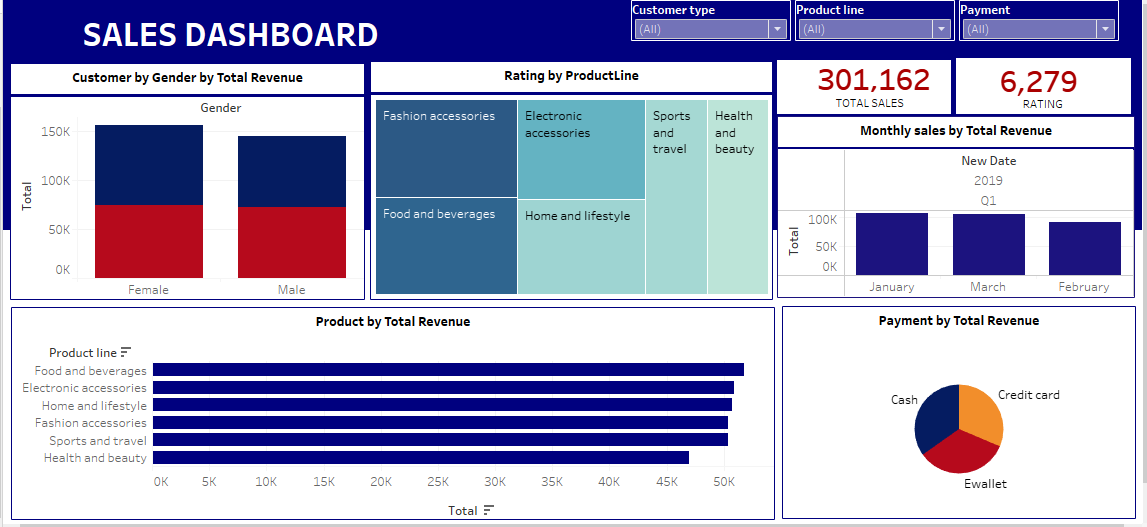 SALES DASHBOARD
Customer type
(All)
Product line
(All)
Payment
(All)
Customer by Gender by Total Revenue
Gender
Total
150K
100K
50K
0K
Female
Male
Rating by ProductLine
Fashion accessories
Food and beverages
Electronic
accessories
Home and lifestyle
Sports
and
travel
Health
and
beauty
301,162
TOTAL SALES
6,279
RATING
Monthly sales by Total Revenue
New Date
2019
Q1
Total
100K
50K
0K
January
March
February
Product by Total Revenue
Product line
Food and beverages
Electronic accessories
Home and lifestyle
Fashion accessories
Sports and travel
Health and beauty
0K
5K
10K
15K
20K
25K
30K
35K
40K
45K
50K
Total
Payment by Total Revenue
Cash
Credit card
Ewallet